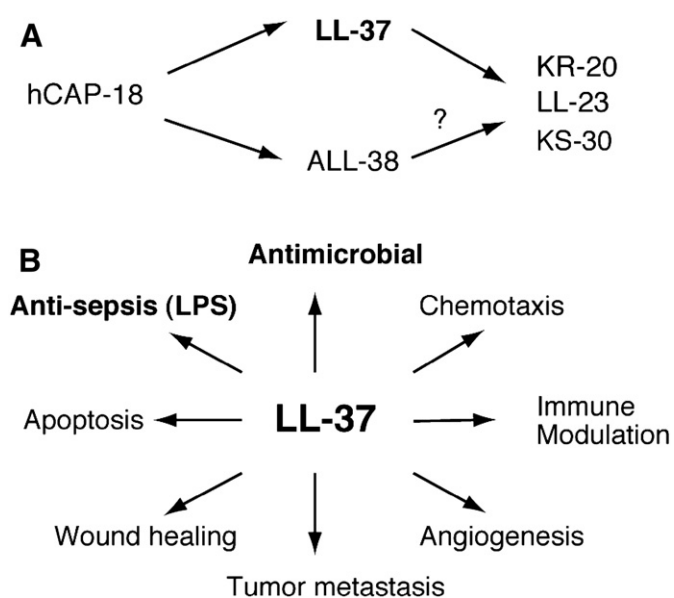 A
LL-37
hCAP-18
KR-20
LL-23
KS-30
?
ALL-38
B
Antimicrobial
Anti-sepsis (LPS)
Chemotaxis
Apoptosis
LL-37
Immune
Modulation
Wound healing
Angiogenesis
Tumor metastasis